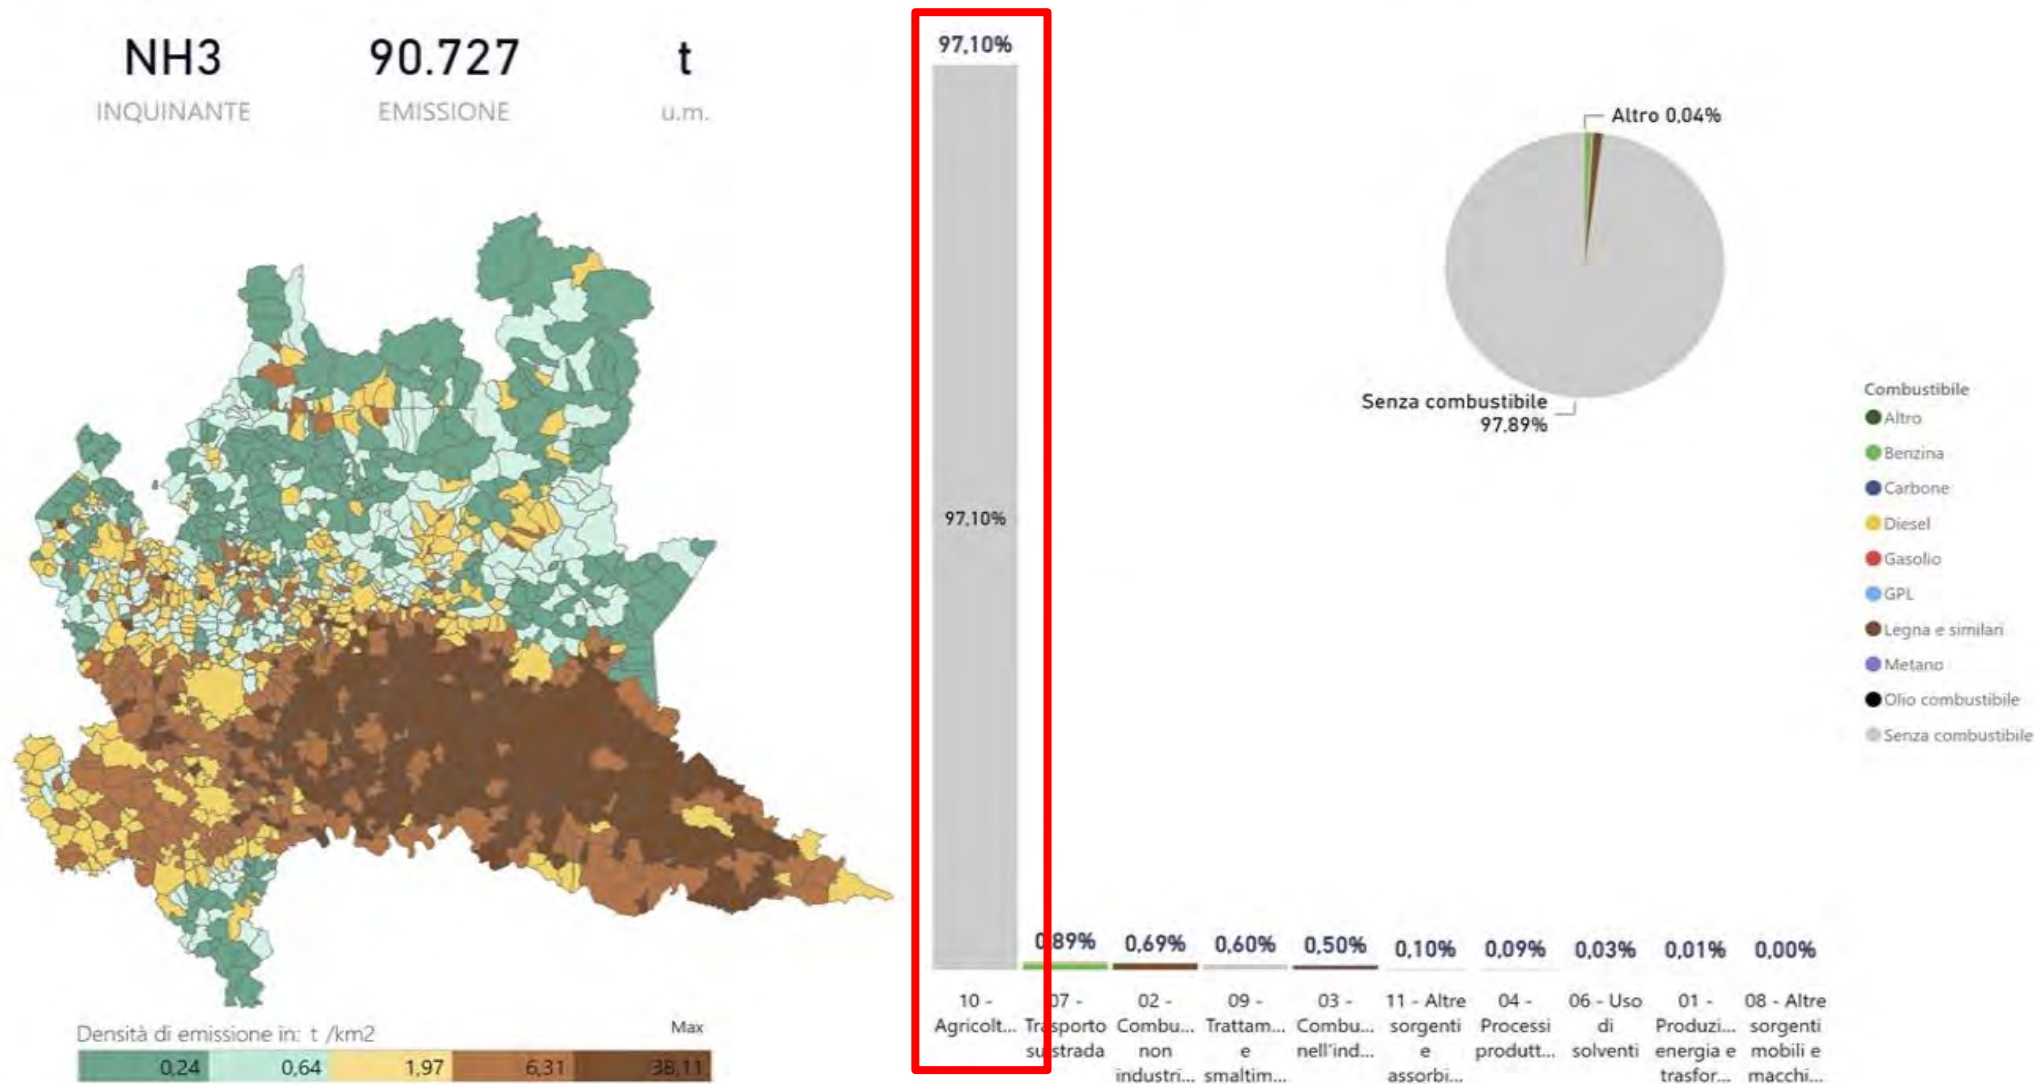 NH3 90.727 t
INQUINANTE EMISSIONE u.m.
Densità di emissione in: t /km2 Max
0,24 0,64 1,97 6,31 38,11
97,10%
97,10%
0,89% 0,69% 0,60% 0,50% 0,10% 0,09% 0,03% 0,01% 0,00%
10 -
Agricolt...
07 -
Trasporto
su strada
02 -
Combu...
non
industri...
09 -
Trattam...
e
smaltim...
03 -
Combu...
nell'ind...
11 - Altre
sorgenti
e
assorbi...
04 -
Processi
produtt...
06 - Uso
di
solventi
01 -
Produzi...
energia e
trasfor...
08 - Altre
sorgenti
mobili e
macchi...
Altro 0,04%
Senza combustibile
97,89%
Combustibile
Altro
Benzina
Carbone
Diesel
Gasolio
GPL
Legna e similari
Metano
Olio combustibile
Senza combustibile